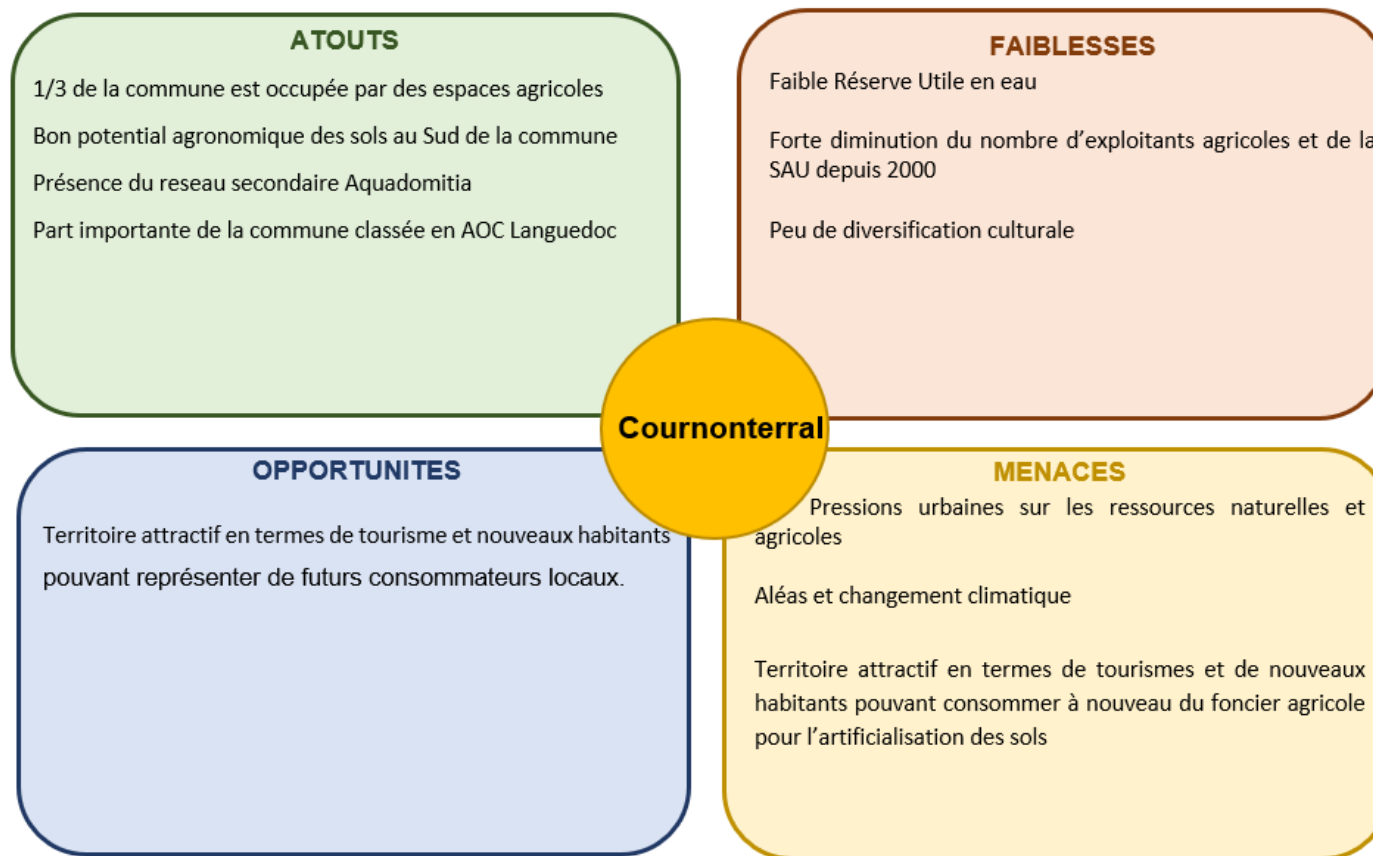 ATOUTS
1/3 de la commune est occupée par des espaces agricoles
Bon potential agronomique des sols au Sud de la commune
Présence du reseau secondaire Aquadomitia
Part importante de la commune classée en AOC Languedoc
FAIBLESSES
Faible Réserve Utile en eau
Forte diminution du nombre d'exploitants agricoles et de la
SAU depuis 2000
Peu de diversification culturale
Cournonterral
OPPORTUNITES
Territoire attractif en termes de tourisme et nouveaux habitants
pouvant représenter de futurs consommateurs locaux.
MENACES
Pressions urbaines sur les ressources naturelles et
agricoles
Aléas et changement climatique
Territoire attractif en termes de tourismes et de nouveaux
habitants pouvant consommer à nouveau du foncier agricole
pour l'artificialisation des sols